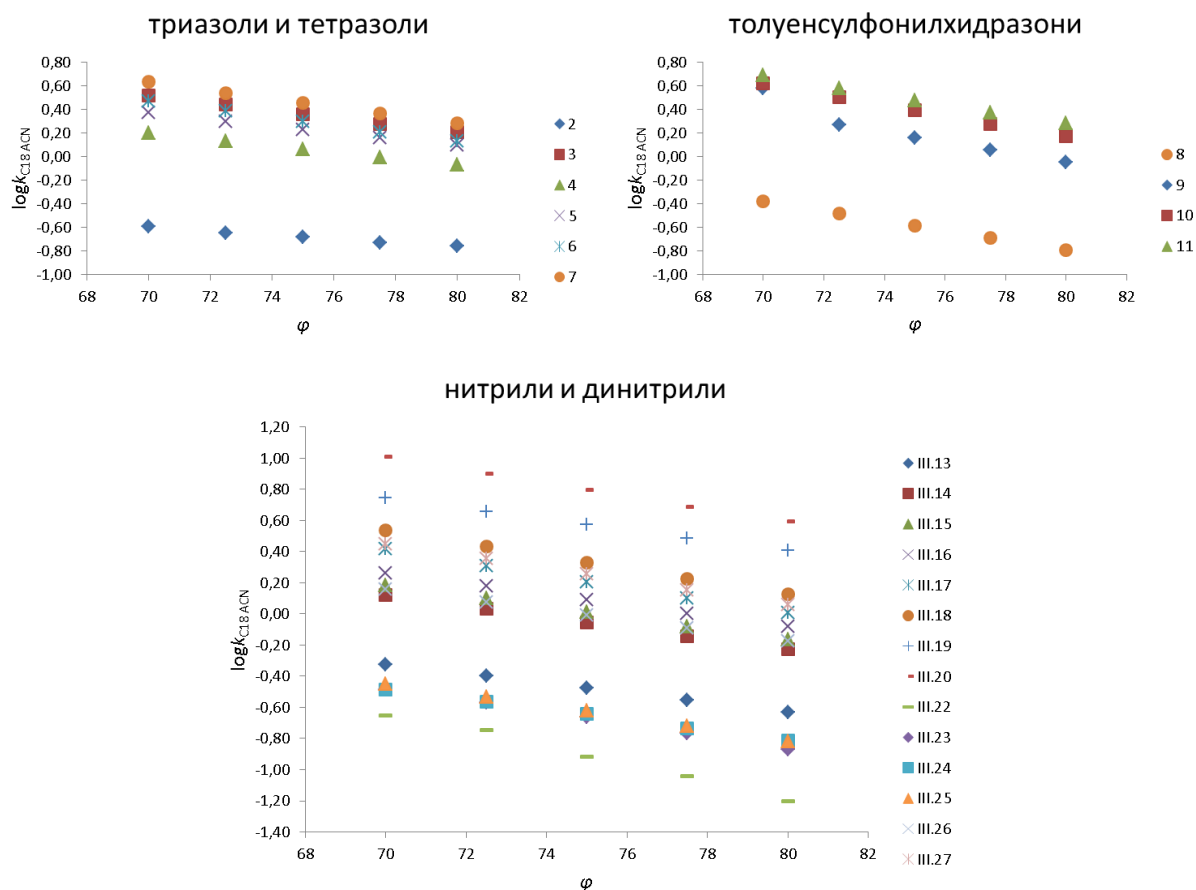 триазоли и тетразоли
толуенсулфонилхидразони
logkC18 ACN
0,80
0,60
0,40
0,20
0,00
-0,20
-0,40
-0,60
-0,80
-1,00
68 70 72 74 76 78 80 82
φ
2
3
4
5
6
7
logkC18 ACN
0,80
0,60
0,40
0,20
0,00
-0,20
-0,40
-0,60
-0,80
-1,00
68 70 72 74 76 78 80 82
φ
8
9
10
11
нитрили и динитрили
logkC18 ACN
1,20
1,00
0,80
0,60
0,40
0,20
0,00
-0,20
-0,40
-0,60
-0,80
-1,00
-1,20
-1,40
68 70 72 74 76 78 80 82
φ
III.13
III.14
III.15
III.16
III.17
III.18
III.19
III.20
III.22
III.23
III.24
III.25
III.26
III.27